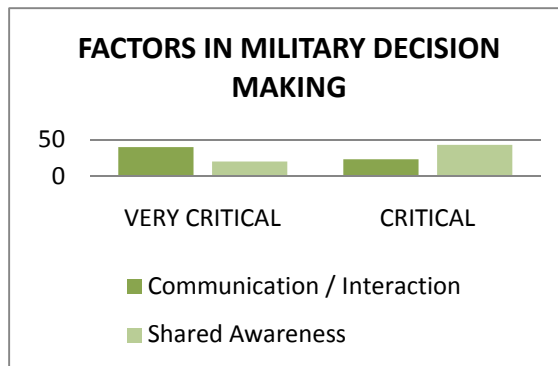 FACTORS IN MILITARY DECISION
MAKING
50
0
VERY CRITICAL CRITICAL
Communication / Interaction
Shared Awareness